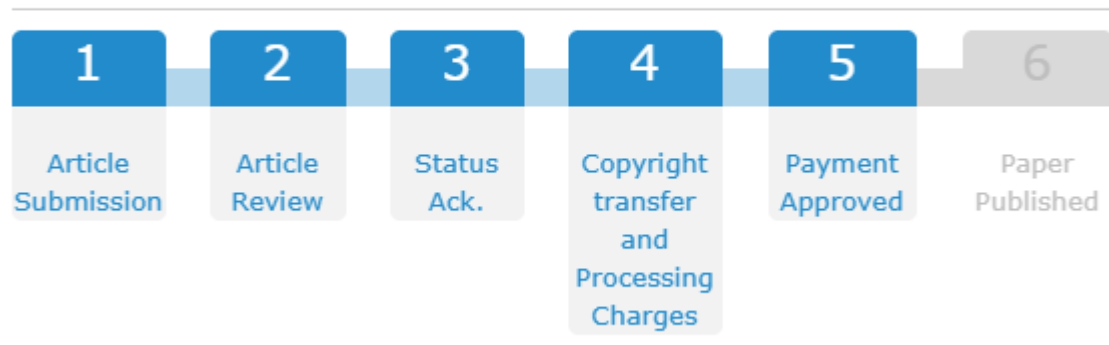 1
Article
Submission
2
Article
Review
3
Status
Ack.
4
Copyright
transfer
and
Processing
Charges
5
Payment
Approved
6
Paper
Published